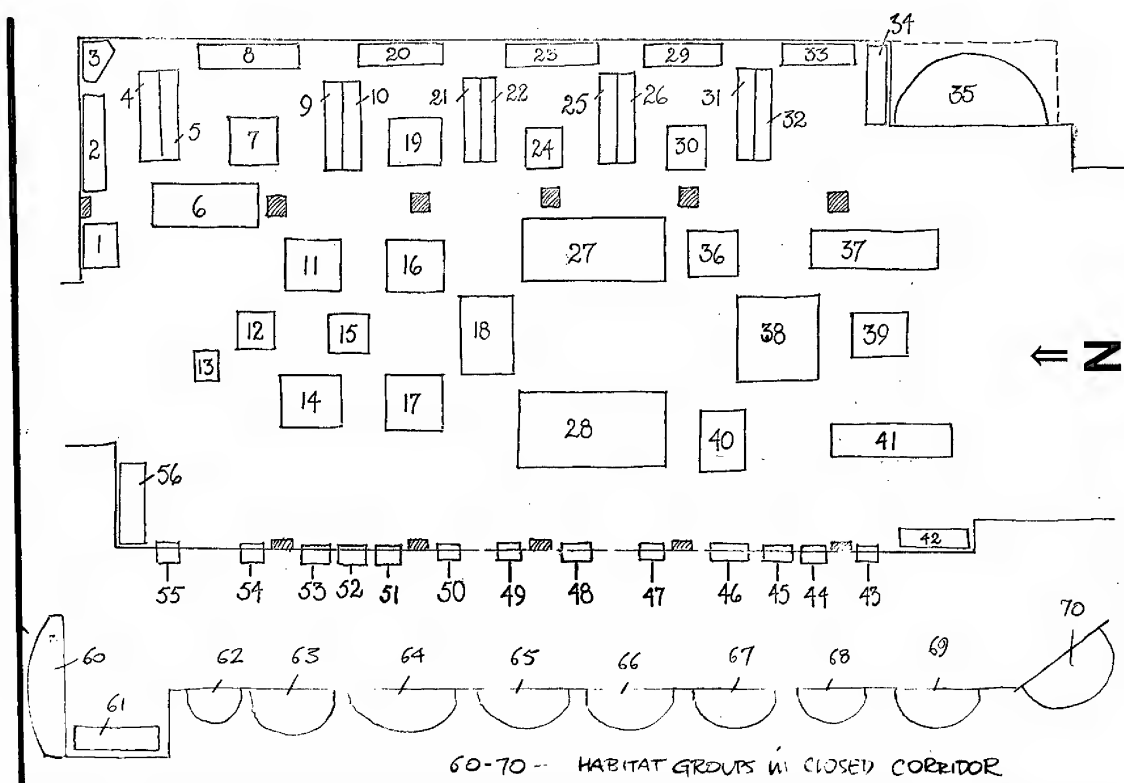 34
3 8 20 23 29 33
35
4 9 10 21 22 25 26 31
2 5 7 19 24 30 32
6
1 11 16 27 36 37
12 15 18 38 39
13
⇐ N
14 17 28 40 41
56
42
55 54 53 52 51 50 49 48 47 46 45 44 43
70
60 62 63 64 65 66 67 68 69
61
60-70 -- HABITAT GROUPS IN CLOSED CORRIDOR